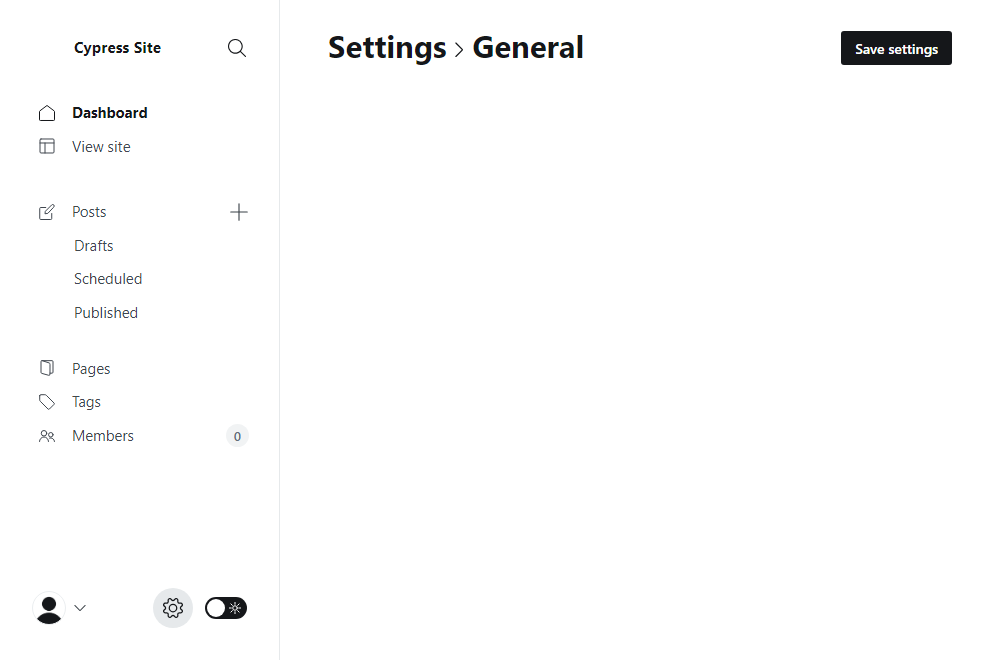 Cypress Site
Settings General
Save settings
Dashboard
View site
Posts
Drafts
Scheduled
Published
Pages
Tags
Members 0